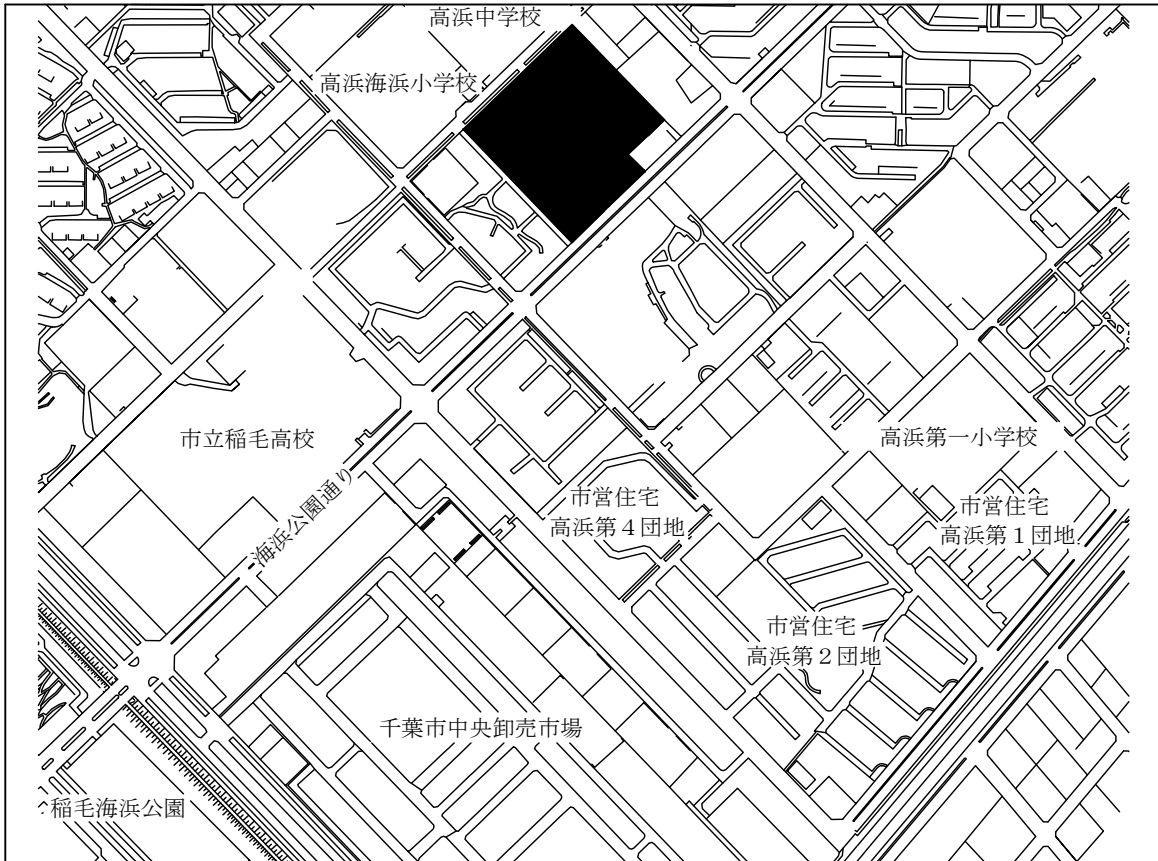 高浜中学校
高浜海浜小学校
市立稲毛高校
高浜第一小学校
海浜公園通り
市営住宅
高浜第４団地
市営住宅
高浜第１団地
市営住宅
高浜第２団地
千葉市中央卸売市場
稲毛海浜公園